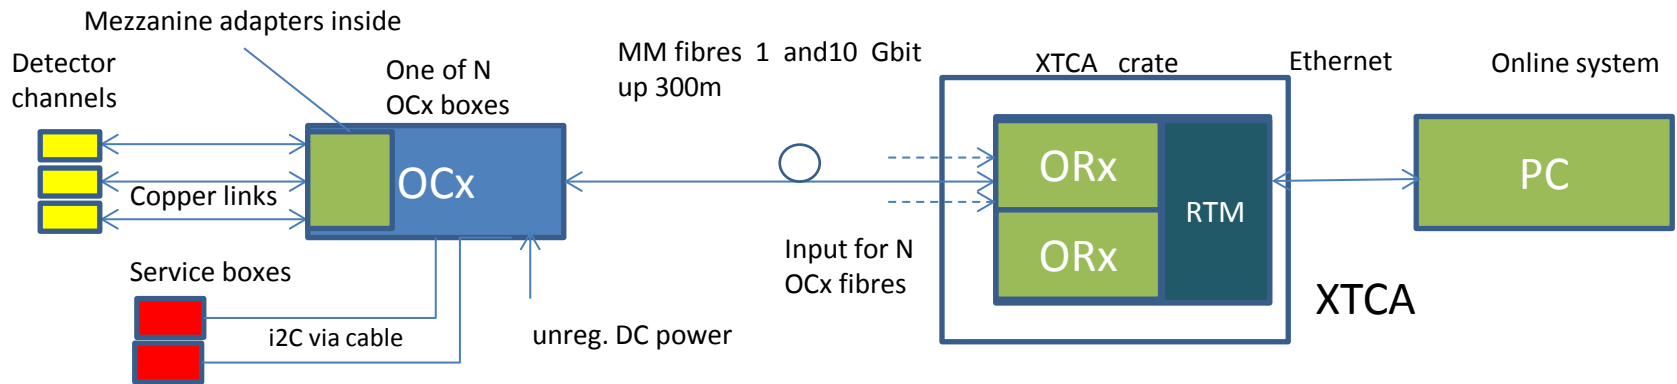 Mezzanine adapters inside
Detector
channels
One of N
OCx boxes
MM fibres 1 and10 Gbit
up 300m
XTCA crate
Ethernet
Online system
OCx
Copper links
ORx
ORx
RTM
PC
Input for N
OCx fibres
Service boxes
i2C via cable
unreg. DC power
XTCA